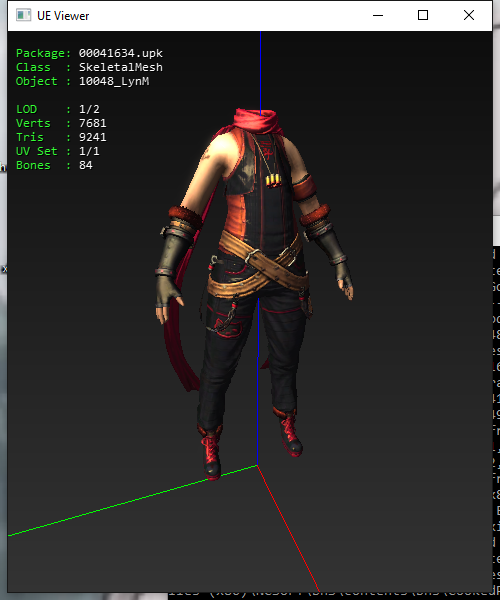 UE Viewer
Package: 00041634.upk
Class : SkeletalMesh
Object : 10048_LynM
LOD : 1/2
Verts : 7681
Tris : 9241
UV Set : 1/1
Bones : 84